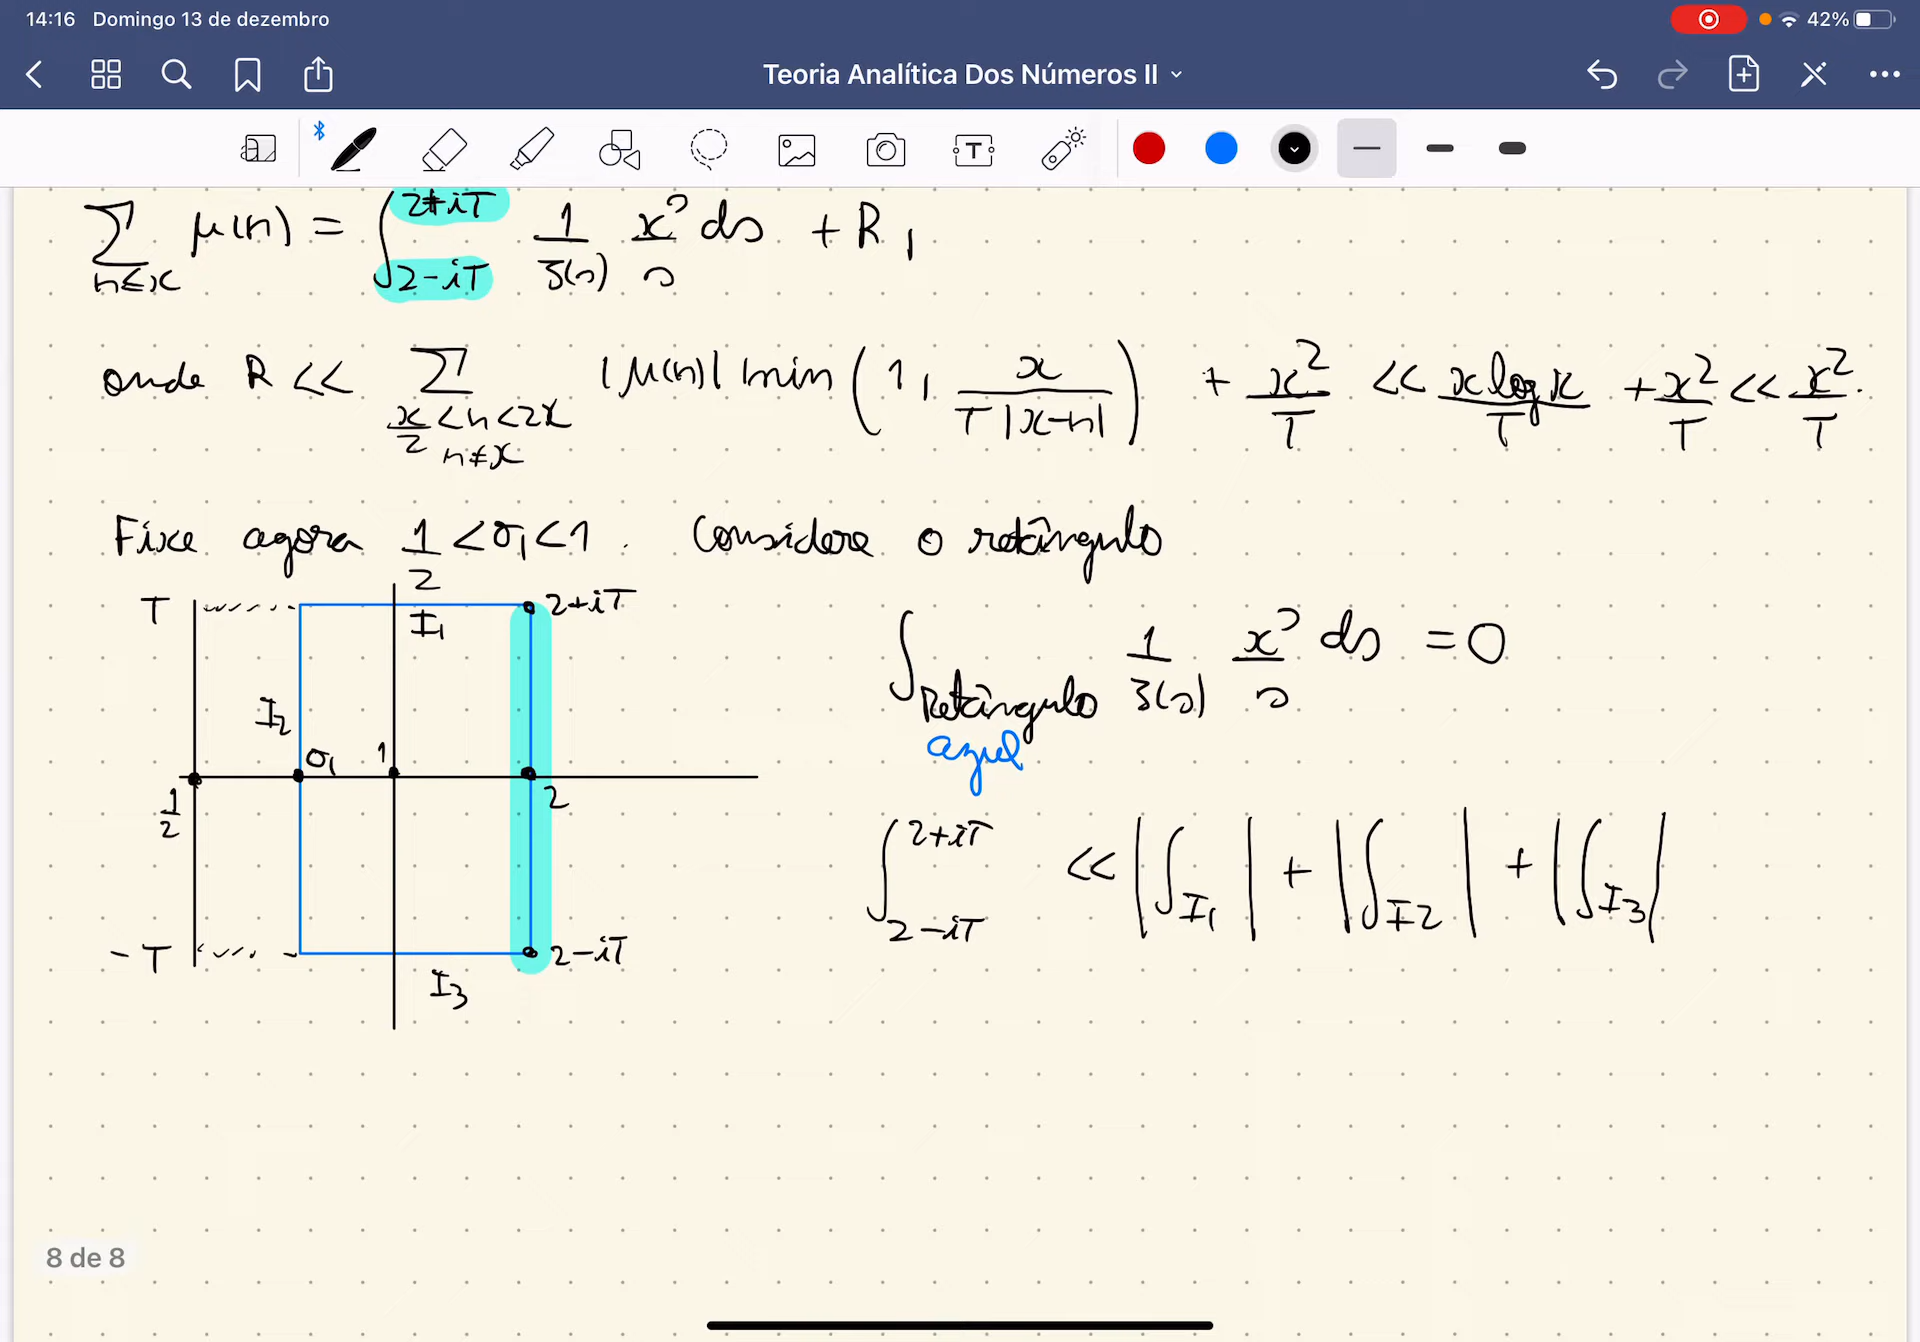 14:16 Domingo 13 de dezembro 42%
Teoria Analítica Dos Números II
∑_{n≤x} μ(n) = ∫_{2-iT}^{2+iT} 1/ζ(s) x^s/s ds + R,
onde R << ∑_{x/2<n<2x, n≠x} |μ(n)| min(1, x/(T|x-n|)) + x²/T << x log x/T + x²/T << x²/T.
Fixe agora 1/2 < σ₁ < 1. Considere o retângulo
T 2+iT
I₁
∫_{Retângulo azul} 1/ζ(s) x^s/s ds = 0
I₂
σ₁ 1
1/2 2
∫_{2-iT}^{2+iT} << |∫_{I₁}| + |∫_{I2}| + |∫_{I3}|
-T 2-iT
I₃
8 de 8